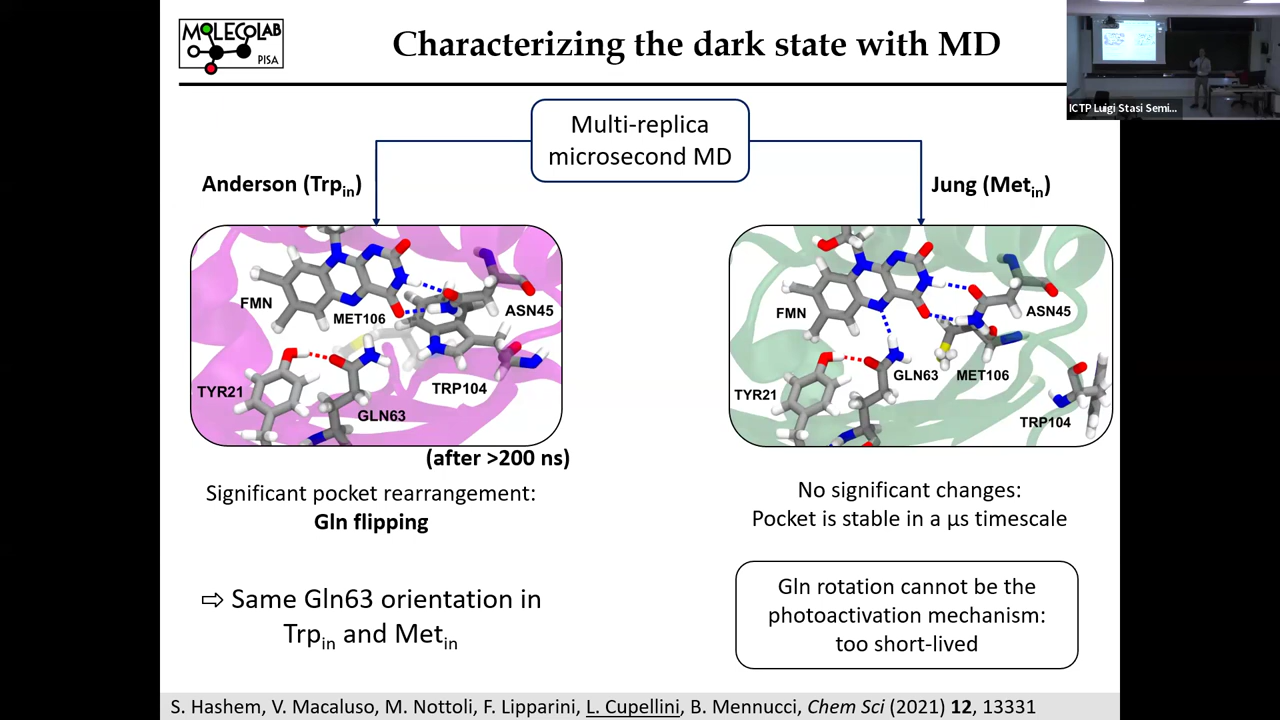 MOLECOLAB
PISA
Characterizing the dark state with MD
ICTP Luigi Stasi Semi...
Multi-replica
microsecond MD
Anderson (Trpin)
Jung (Metin)
FMN
MET106
ASN45
TYR21
TRP104
GLN63
FMN
ASN45
GLN63
MET106
TYR21
TRP104
(after >200 ns)
Significant pocket rearrangement:
Gln flipping
No significant changes:
Pocket is stable in a μs timescale
⇨ Same Gln63 orientation in
Trpin and Metin
Gln rotation cannot be the
photoactivation mechanism:
too short-lived
S. Hashem, V. Macaluso, M. Nottoli, F. Lipparini, L. Cupellini, B. Mennucci, Chem Sci (2021) 12, 13331